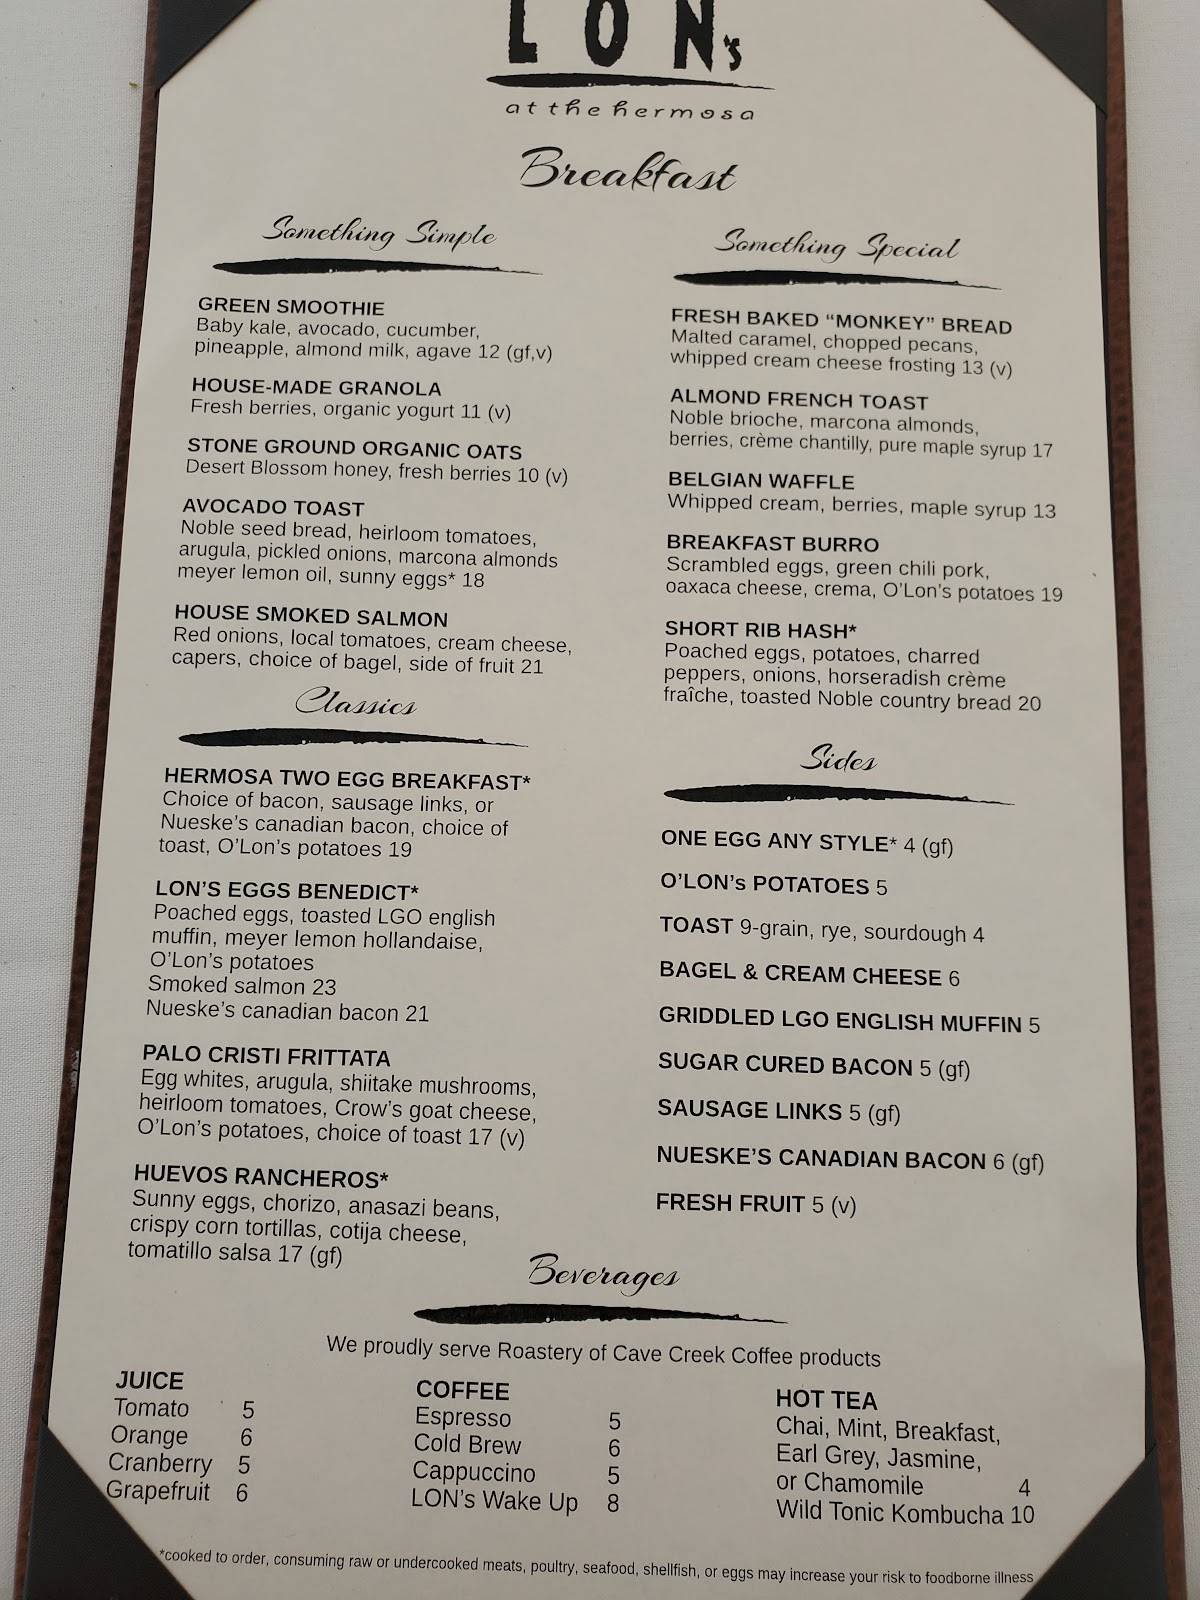 LON's
at the hermosa
Breakfast
Something Simple
GREEN SMOOTHIE
Baby kale, avocado, cucumber,
pineapple, almond milk, agave 12 (gf,v)
HOUSE-MADE GRANOLA
Fresh berries, organic yogurt 11 (v)
STONE GROUND ORGANIC OATS
Desert Blossom honey, fresh berries 10 (v)
AVOCADO TOAST
Noble seed bread, heirloom tomatoes,
arugula, pickled onions, marcona almonds
meyer lemon oil, sunny eggs* 18
HOUSE SMOKED SALMON
Red onions, local tomatoes, cream cheese,
capers, choice of bagel, side of fruit 21
Classics
HERMOSA TWO EGG BREAKFAST*
Choice of bacon, sausage links, or
Nueske's canadian bacon, choice of
toast, O'Lon's potatoes 19
LON'S EGGS BENEDICT*
Poached eggs, toasted LGO english
muffin, meyer lemon hollandaise,
O'Lon's potatoes
Smoked salmon 23
Nueske's canadian bacon 21
PALO CRISTI FRITTATA
Egg whites, arugula, shiitake mushrooms,
heirloom tomatoes, Crow's goat cheese,
O'Lon's potatoes, choice of toast 17 (v)
HUEVOS RANCHEROS*
Sunny eggs, chorizo, anasazi beans,
crispy corn tortillas, cotija cheese,
tomatillo salsa 17 (gf)
Something Special
FRESH BAKED “MONKEY” BREAD
Malted caramel, chopped pecans,
whipped cream cheese frosting 13 (v)
ALMOND FRENCH TOAST
Noble brioche, marcona almonds,
berries, crème chantilly, pure maple syrup 17
BELGIAN WAFFLE
Whipped cream, berries, maple syrup 13
BREAKFAST BURRO
Scrambled eggs, green chili pork,
oaxaca cheese, crema, O'Lon's potatoes 19
SHORT RIB HASH*
Poached eggs, potatoes, charred
peppers, onions, horseradish crème
fraîche, toasted Noble country bread 20
Sides
ONE EGG ANY STYLE* 4 (gf)
O'LON's POTATOES 5
TOAST 9-grain, rye, sourdough 4
BAGEL & CREAM CHEESE 6
GRIDDLED LGO ENGLISH MUFFIN 5
SUGAR CURED BACON 5 (gf)
SAUSAGE LINKS 5 (gf)
NUESKE'S CANADIAN BACON 6 (gf)
FRESH FRUIT 5 (v)
Beverages
We proudly serve Roastery of Cave Creek Coffee products
JUICE
Tomato 5
Orange 6
Cranberry 5
Grapefruit 6
COFFEE
Espresso 5
Cold Brew 6
Cappuccino 5
LON's Wake Up 8
HOT TEA
Chai, Mint, Breakfast,
Earl Grey, Jasmine,
or Chamomile 4
Wild Tonic Kombucha 10
*cooked to order, consuming raw or undercooked meats, poultry, seafood, shellfish, or eggs may increase your risk to foodborne illness